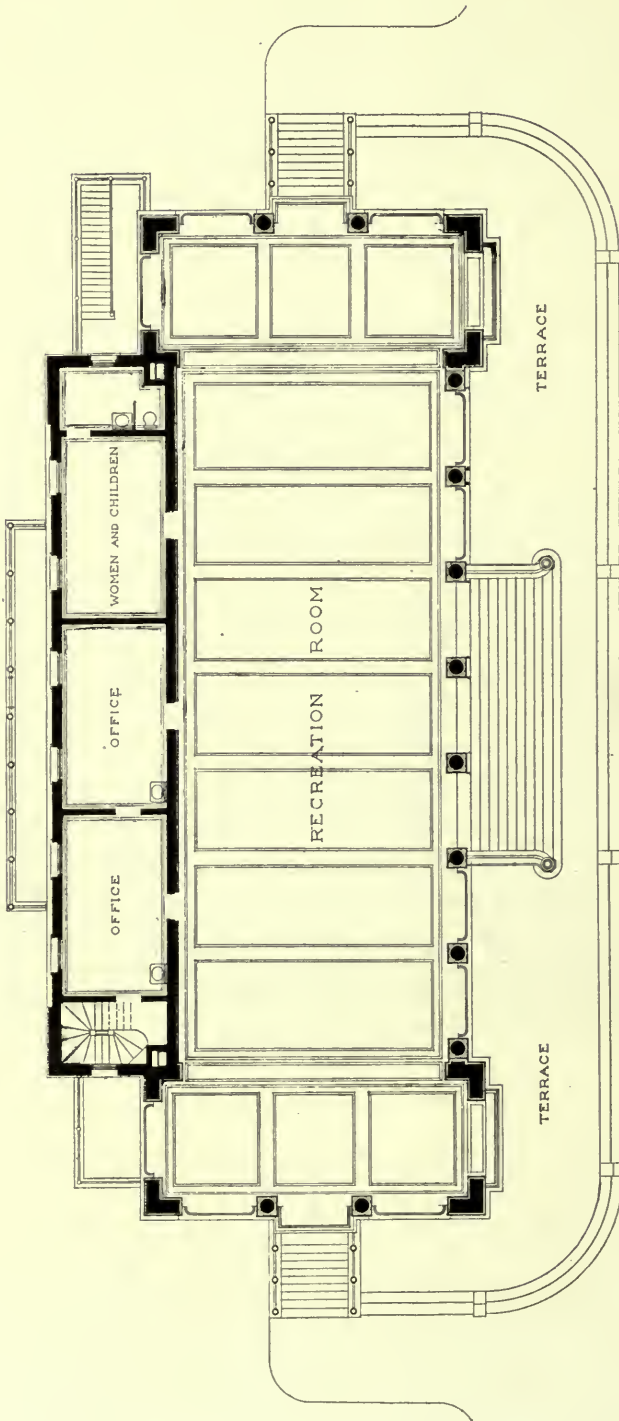 OFFICE
OFFICE
WOMEN AND CHILDREN
RECREATION ROOM
TERRACE
TERRACE